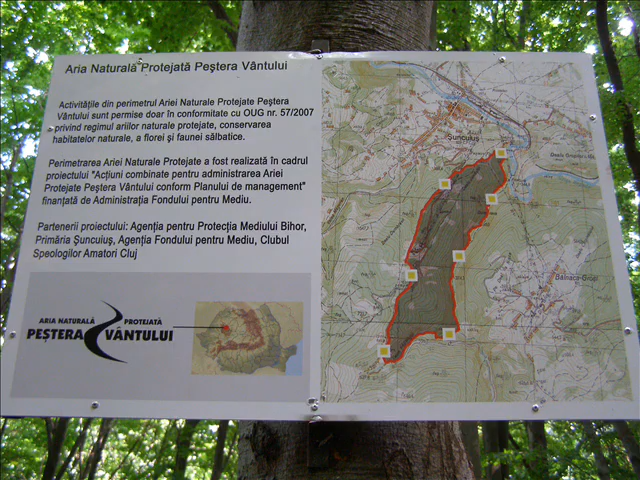 Aria Naturală Protejată Peştera Vântului
Activităţile din perimetrul Ariei Naturale Protejate Peştera
Vântului sunt permise doar în conformitate cu OUG nr. 57/2007
privind regimul ariilor naturale protejate, conservarea
habitatelor naturale, a florei şi faunei sălbatice.
Perimetrarea Ariei Naturale Protejate a fost realizată în cadrul
proiectului "Acţiuni combinate pentru administrarea Ariei
Protejate Peştera Vântului conform Planului de management"
finanţată de Administraţia Fondului pentru Mediu.
Partenerii proiectului: Agenţia pentru Protecţia Mediului Bihor,
Primăria Şuncuiuş, Agenţia Fondului pentru Mediu, Clubul
Speologilor Amatori Cluj
ARIA NATURALĂ PROTEJATĂ
PEŞTERA VÂNTULUI
Şuncuiuş